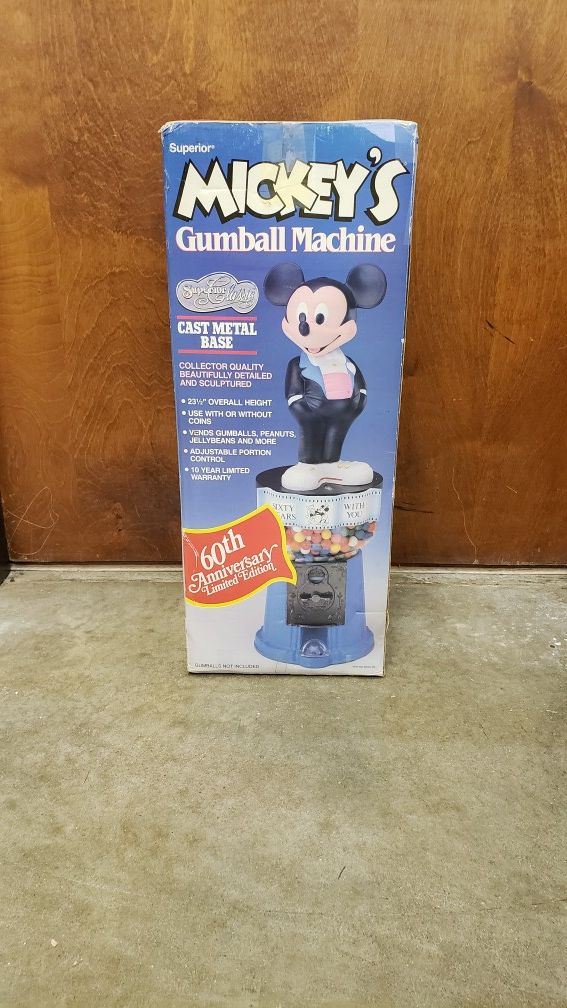 Superior®
MICKEY'S
Gumball Machine
Superior Classic
CAST METAL
BASE
COLLECTOR QUALITY
BEAUTIFULLY DETAILED
AND SCULPTURED
• 23½" OVERALL HEIGHT
• USE WITH OR WITHOUT
COINS
• VENDS GUMBALLS, PEANUTS,
JELLYBEANS AND MORE
• ADJUSTABLE PORTION
CONTROL
• 10 YEAR LIMITED
WARRANTY
SIXTY WITH
YEARS YOU
60th
Anniversary
Limited Edition
GUMBALLS NOT INCLUDED